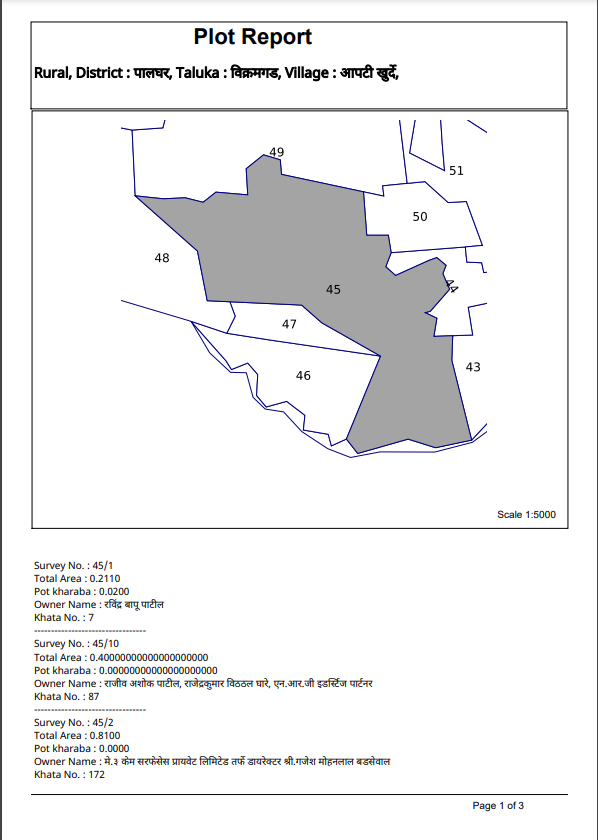 Plot Report
Rural, District : पालघर, Taluka : विक्रमगड, Village : आपटी खुर्दे,
49
51
50
48
45
44
47
43
46
Scale 1:5000
Survey No. : 45/1
Total Area : 0.2110
Pot kharaba : 0.0200
Owner Name : रविंद्र बापू पाटील
Khata No. : 7
----------------------------------
Survey No. : 45/10
Total Area : 0.40000000000000000000
Pot kharaba : 0.00000000000000000000
Owner Name : राजीव अशोक पाटील, राजेद्रकुमार विठठल घारे, एन.आर.जी इडर्स्टिज पार्टनर
Khata No. : 87
----------------------------------
Survey No. : 45/2
Total Area : 0.8100
Pot kharaba : 0.0000
Owner Name : मे.३ केम सरफेसेस प्रायवेट लिमिटेड तर्फे डायरेक्टर श्री.गजेश मोहनलाल बडसेवाल
Khata No. : 172
Page 1 of 3